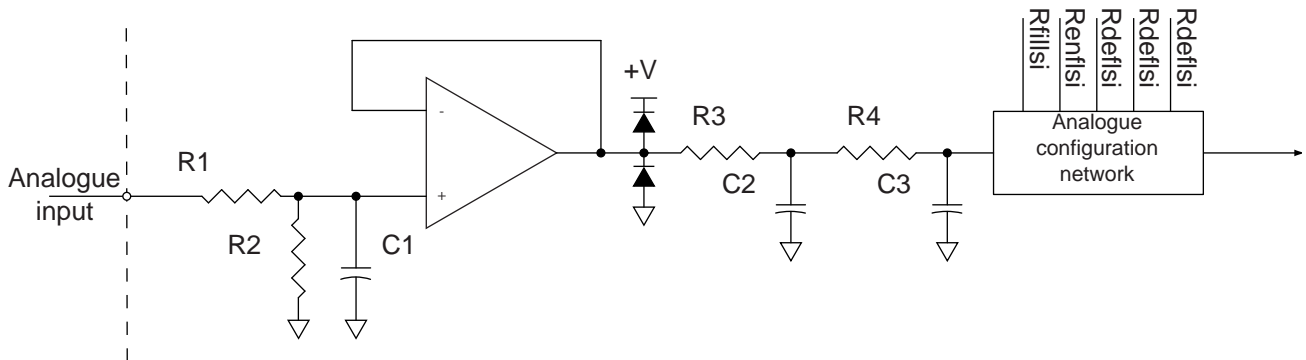 Rfillsi
Renflsi
Rdeflsi
Rdeflsi
Rdeflsi
+V
-
R3
R4
Analogue
configuration
network
R1
C2
C3
Analogue
input
+
R2
C1